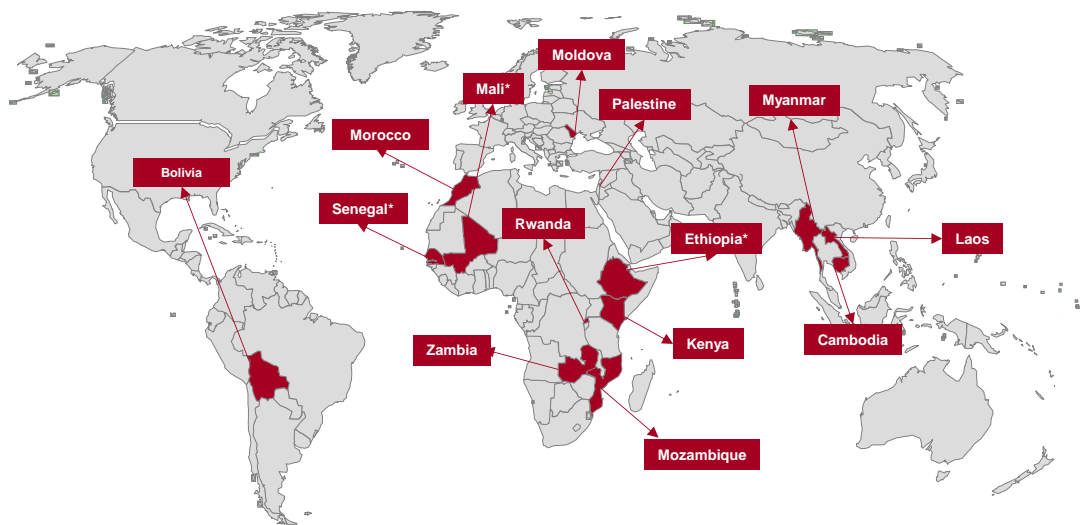 Moldova
Mali*
Palestine
Myanmar
Morocco
Bolivia
Senegal*
Rwanda
Ethiopia*
Laos
Zambia
Kenya
Cambodia
Mozambique